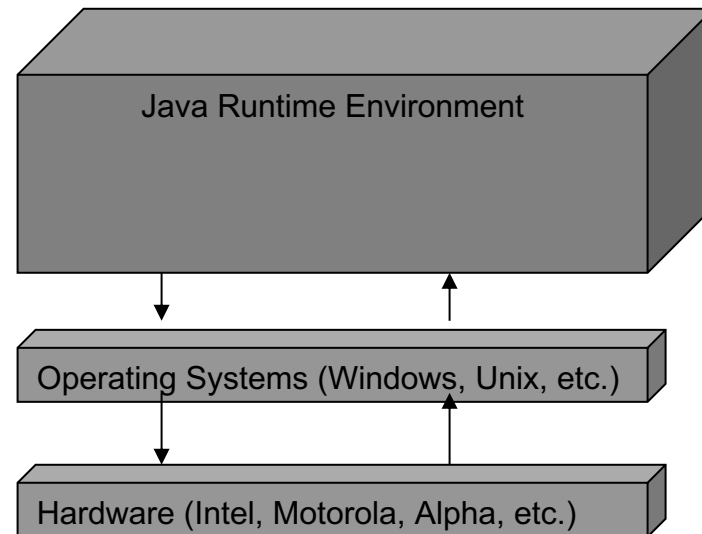 Java Runtime Environment
Operating Systems (Windows, Unix, etc.)
Hardware (Intel, Motorola, Alpha, etc.)